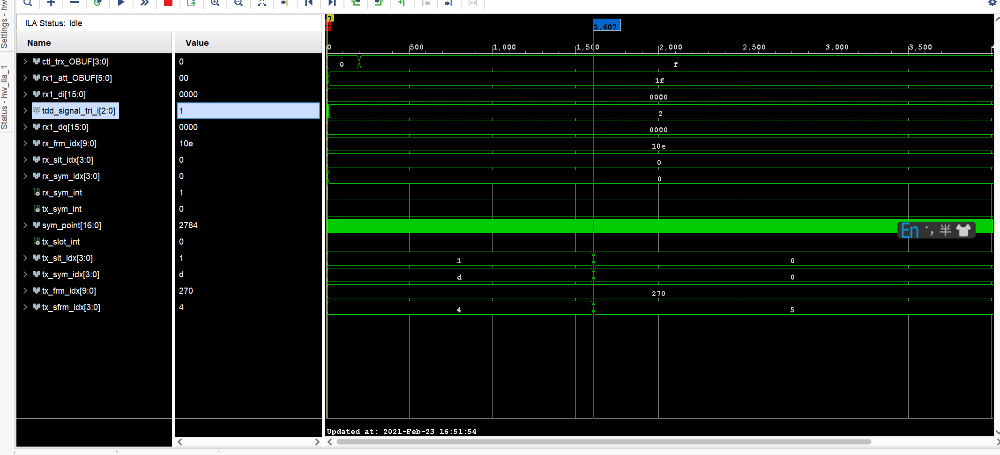 Settings - hw
Status - hw_ila_1
ILA Status: Idle
Name Value
ctl_trx_OBUF[3:0] 0
rx1_att_OBUF[5:0] 00
rx1_di[15:0] 0000
tdd_signal_tri_i[2:0] 1
rx1_dq[15:0] 0000
rx_frm_idx[9:0] 10e
rx_slt_idx[3:0] 0
rx_sym_idx[3:0] 0
rx_sym_int 1
tx_sym_int 0
sym_point[16:0] 2784
tx_slot_int 0
tx_slt_idx[3:0] 1
tx_sym_idx[3:0] d
tx_frm_idx[9:0] 270
tx_sfrm_idx[3:0] 4
7
1,607
0 500 1,000 1,500 2,000 2,500 3,000 3,500 4
0 f
1f
0000
2
0000
10e
0
0
En ·, 半
1 0
d 0
270
4 5
Updated at: 2021-Feb-23 16:51:54